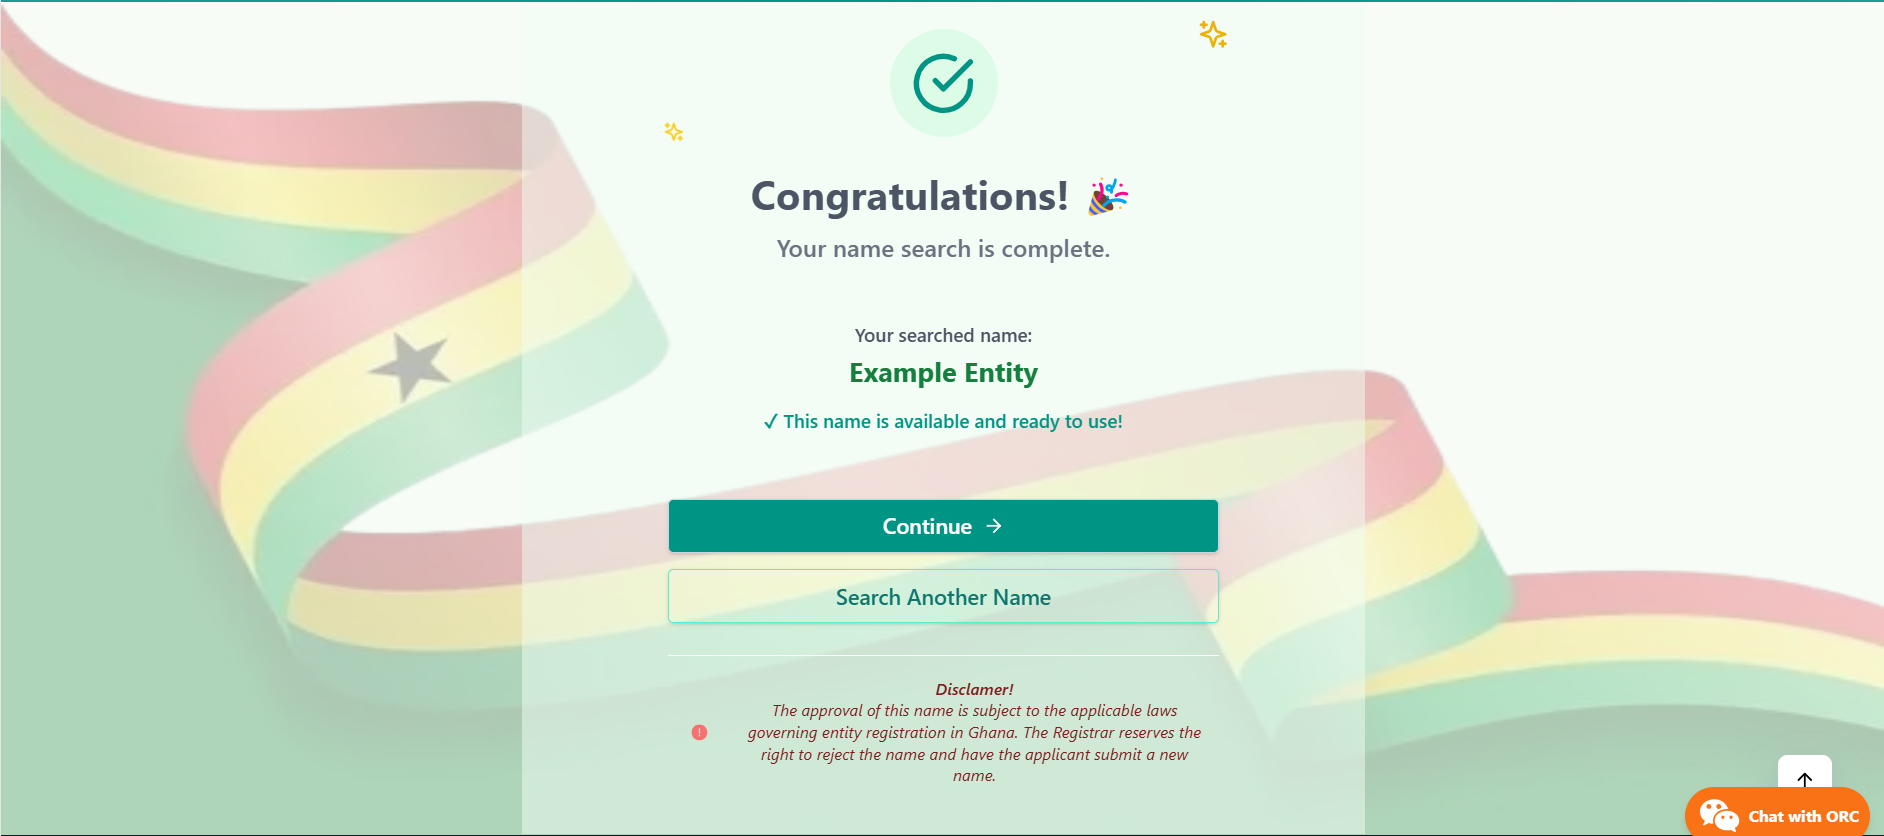 Congratulations! 🎉
Your name search is complete.
Your searched name:
Example Entity
✓ This name is available and ready to use!
Continue →
Search Another Name
Disclamer!
The approval of this name is subject to the applicable laws
governing entity registration in Ghana. The Registrar reserves the
right to reject the name and have the applicant submit a new
name.
Chat with ORC